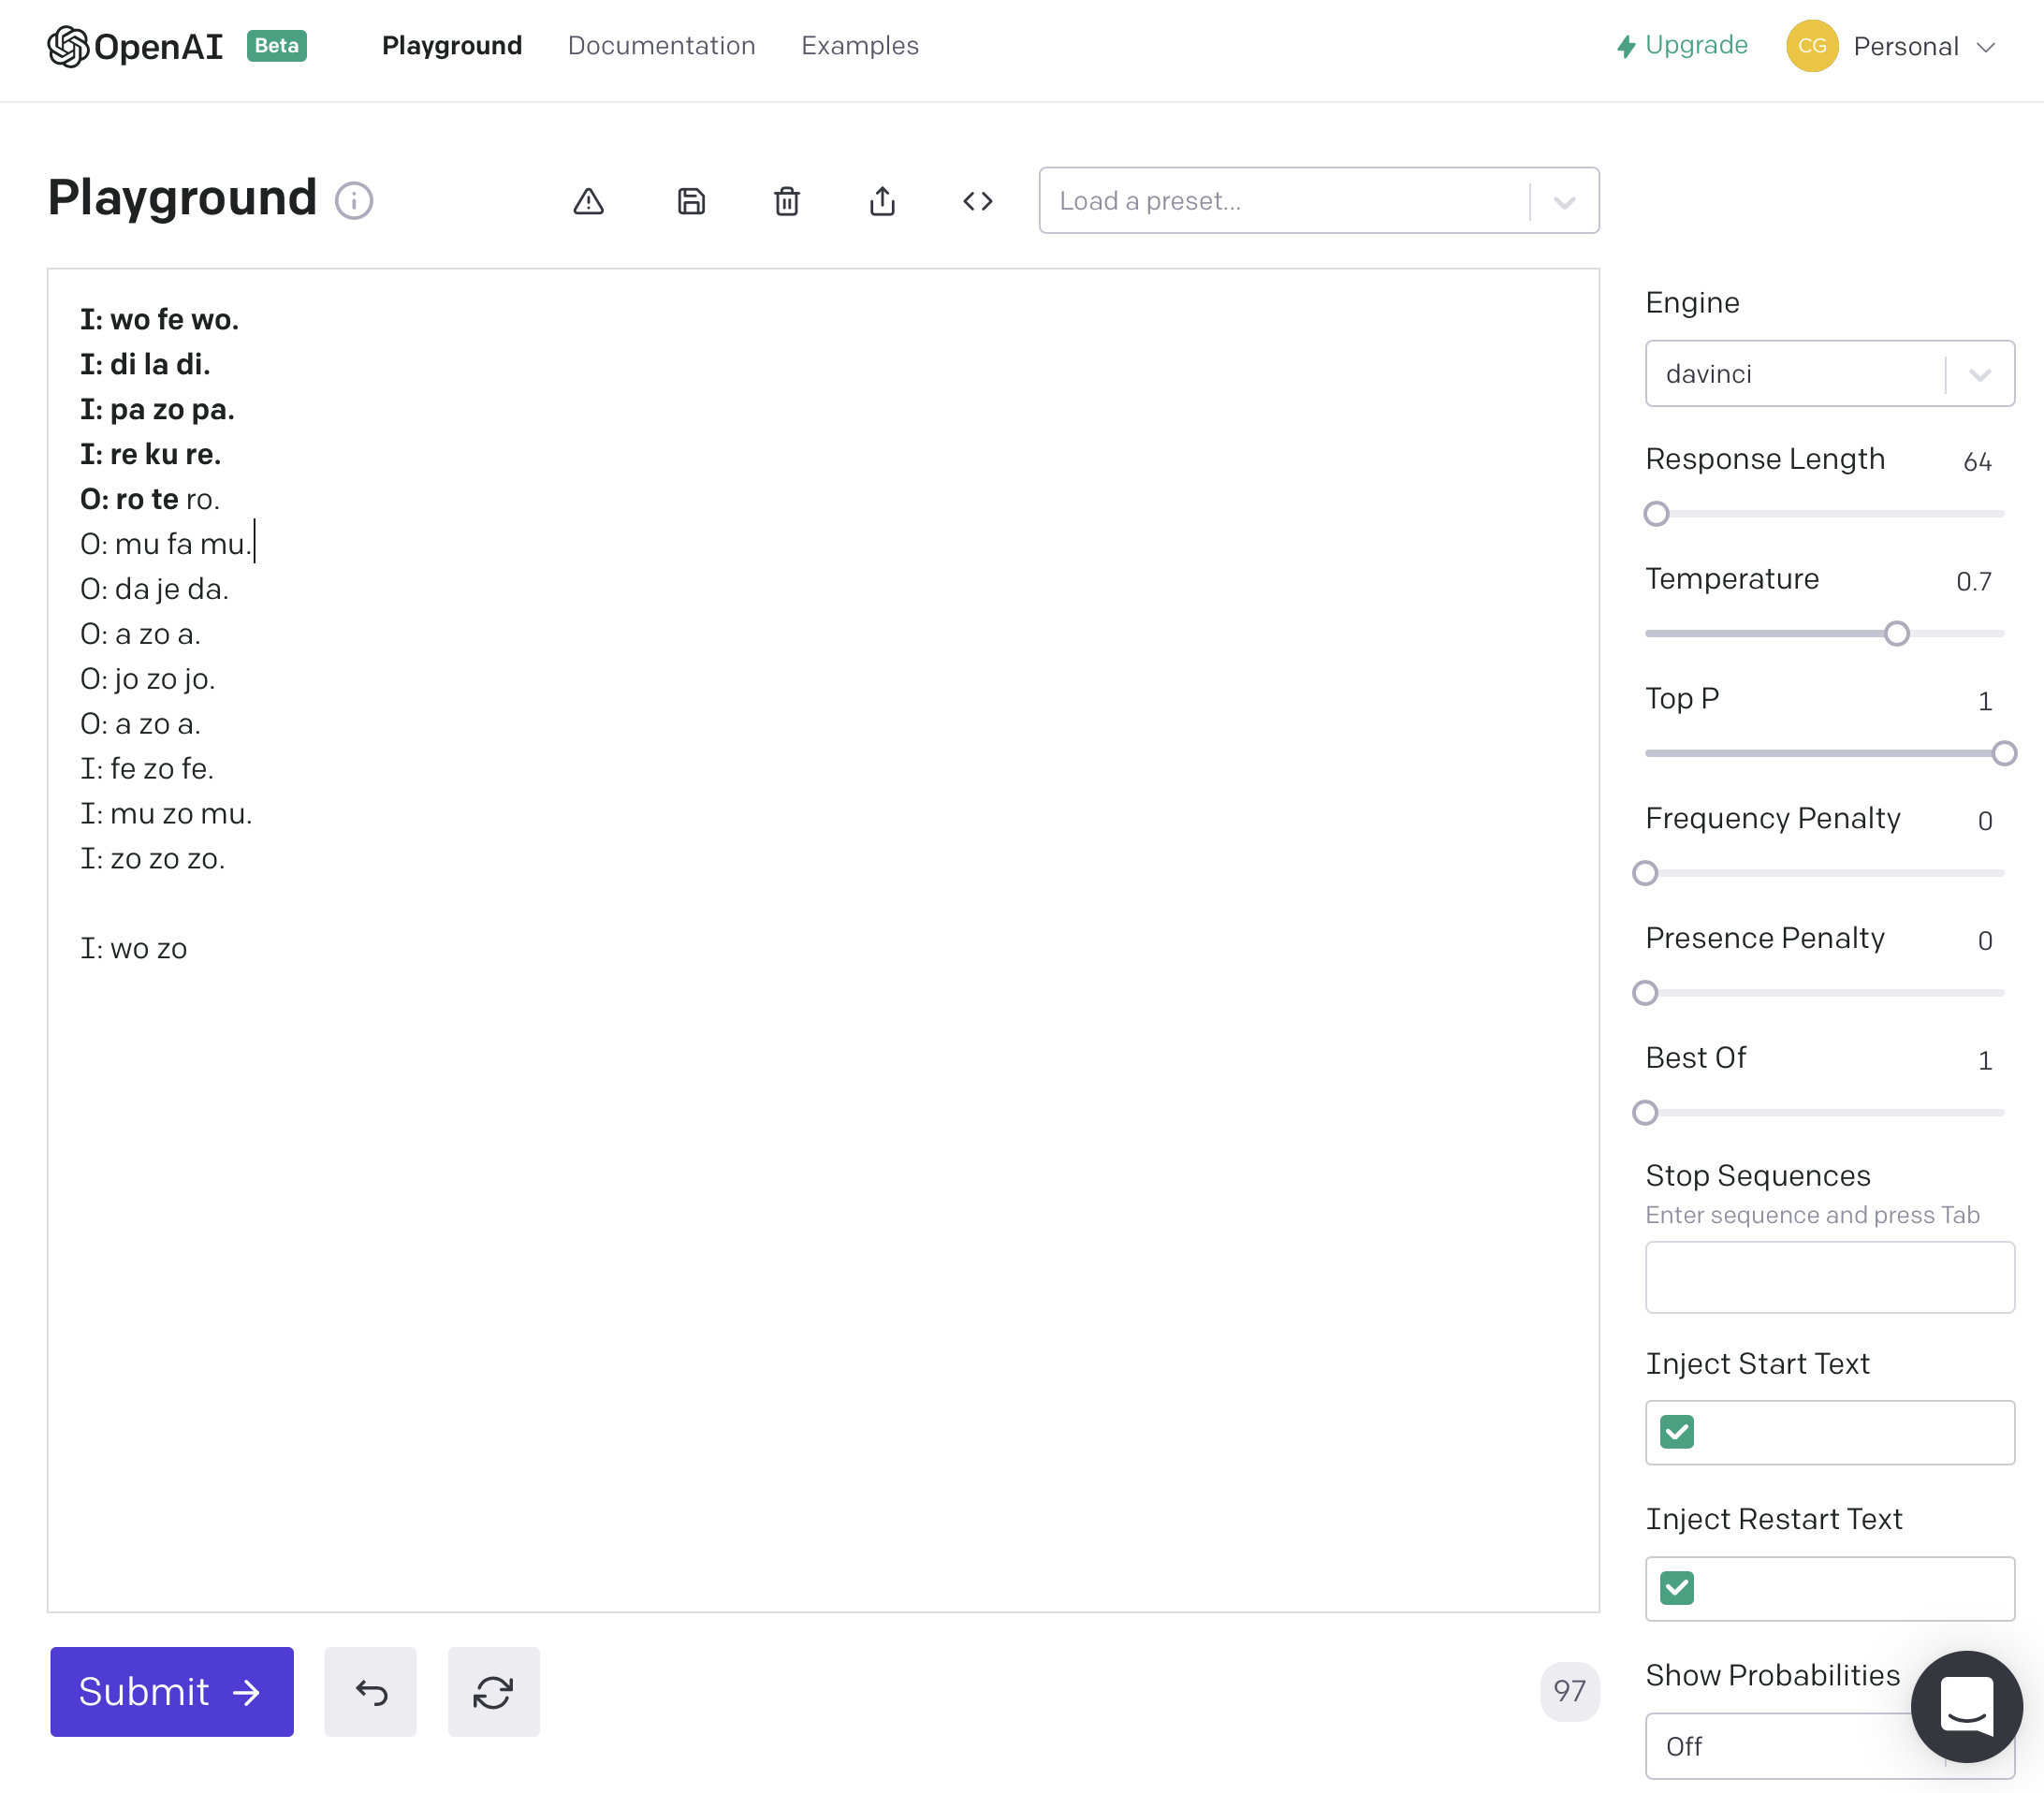 OpenAI Beta Playground Documentation Examples Upgrade CG Personal
Playground Load a preset...
I: wo fe wo.
I: di la di.
I: pa zo pa.
I: re ku re.
O: ro te ro.
O: mu fa mu.
O: da je da.
O: a zo a.
O: jo zo jo.
O: a zo a.
I: fe zo fe.
I: mu zo mu.
I: zo zo zo.
I: wo zo
Engine
davinci
Response Length 64
Temperature 0.7
Top P 1
Frequency Penalty 0
Presence Penalty 0
Best Of 1
Stop Sequences
Enter sequence and press Tab
Inject Start Text
Inject Restart Text
Show Probabilities
Off
Submit 97